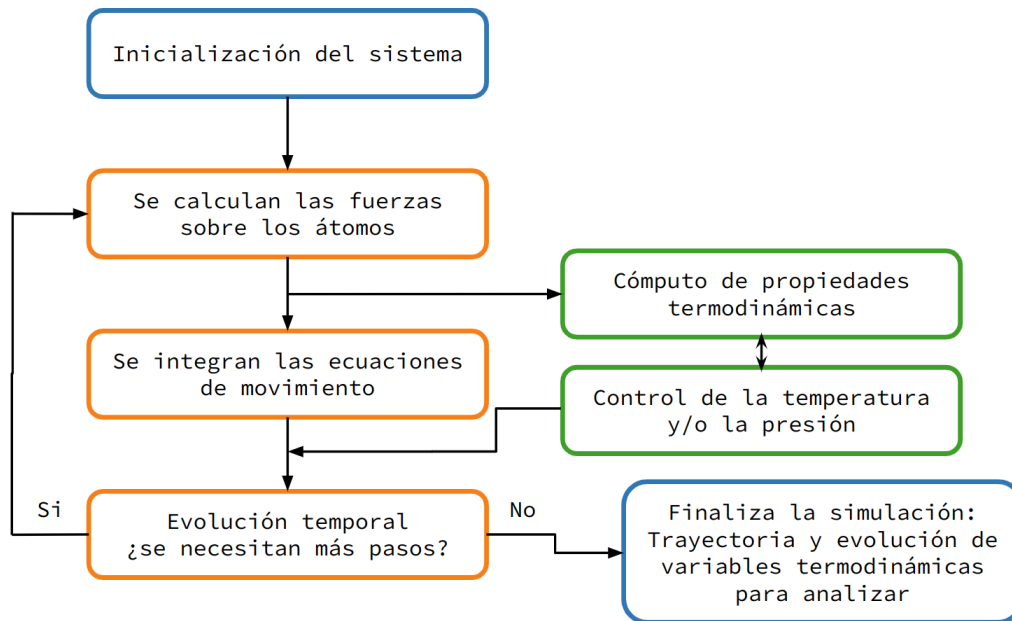 Inicialización del sistema
Se calculan las fuerzas
sobre los átomos
Cómputo de propiedades
termodinámicas
Se integran las ecuaciones
de movimiento
Control de la temperatura
y/o la presión
Si
Evolución temporal
¿se necesitan más pasos?
No
Finaliza la simulación:
Trayectoria y evolución de
variables termodinámicas
para analizar